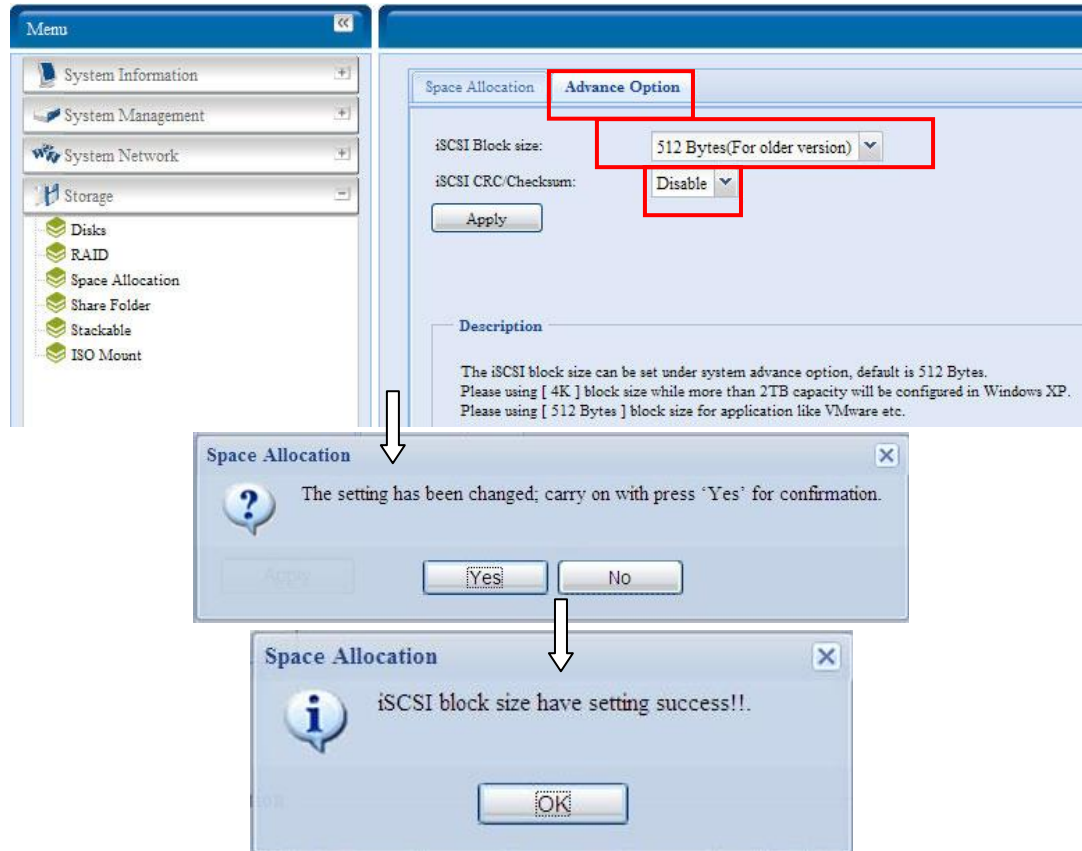 Menu
System Information
System Management
System Network
Storage
Disks
RAID
Space Allocation
Share Folder
Stackable
ISO Mount
Space Allocation
Advance Option
iSCSI Block size:
512 Bytes(For older version)
iSCSI CRC/Checksum:
Disable
Apply
Description
The iSCSI block size can be set under system advance option, default is 512 Bytes.
Please using [ 4K ] block size while more than 2TB capacity will be configured in Windows XP.
Please using [ 512 Bytes ] block size for application like VMware etc.
Space Allocation
The setting has been changed; carry on with press ‘Yes’ for confirmation.
Apply
Yes
No
Space Allocation
iSCSI block size have setting success!!.
OK